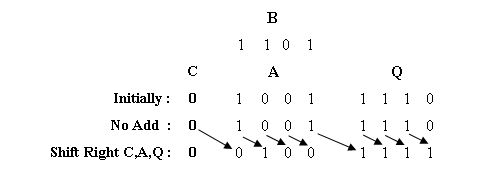 B
1 1 0 1
C A Q
Initially : 0 1 0 0 1 1 1 1 0
No Add : 0 1 0 0 1 1 1 1 0
Shift Right C,A,Q : 0 0 1 0 0 1 1 1 1